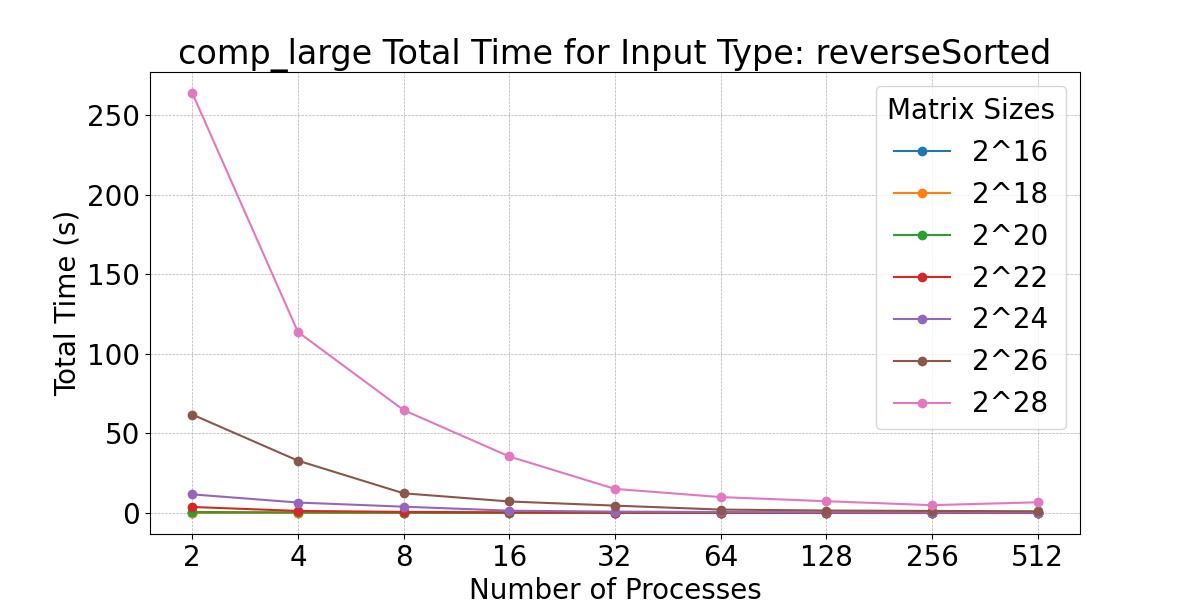 comp_large Total Time for Input Type: reverseSorted
Total Time (s)
250
200
150
100
50
0
2 4 8 16 32 64 128 256 512
Number of Processes
Matrix Sizes
2^16
2^18
2^20
2^22
2^24
2^26
2^28